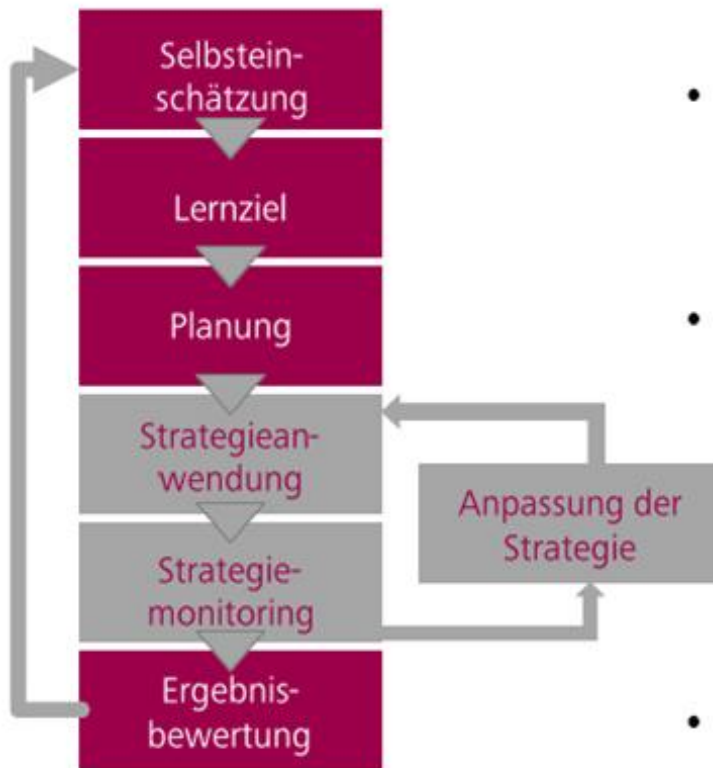 Selbstein-
schätzung
Lernziel
Planung
Strategiean-
wendung
Anpassung der
Strategie
Strategie-
monitoring
Ergebnis-
bewertung